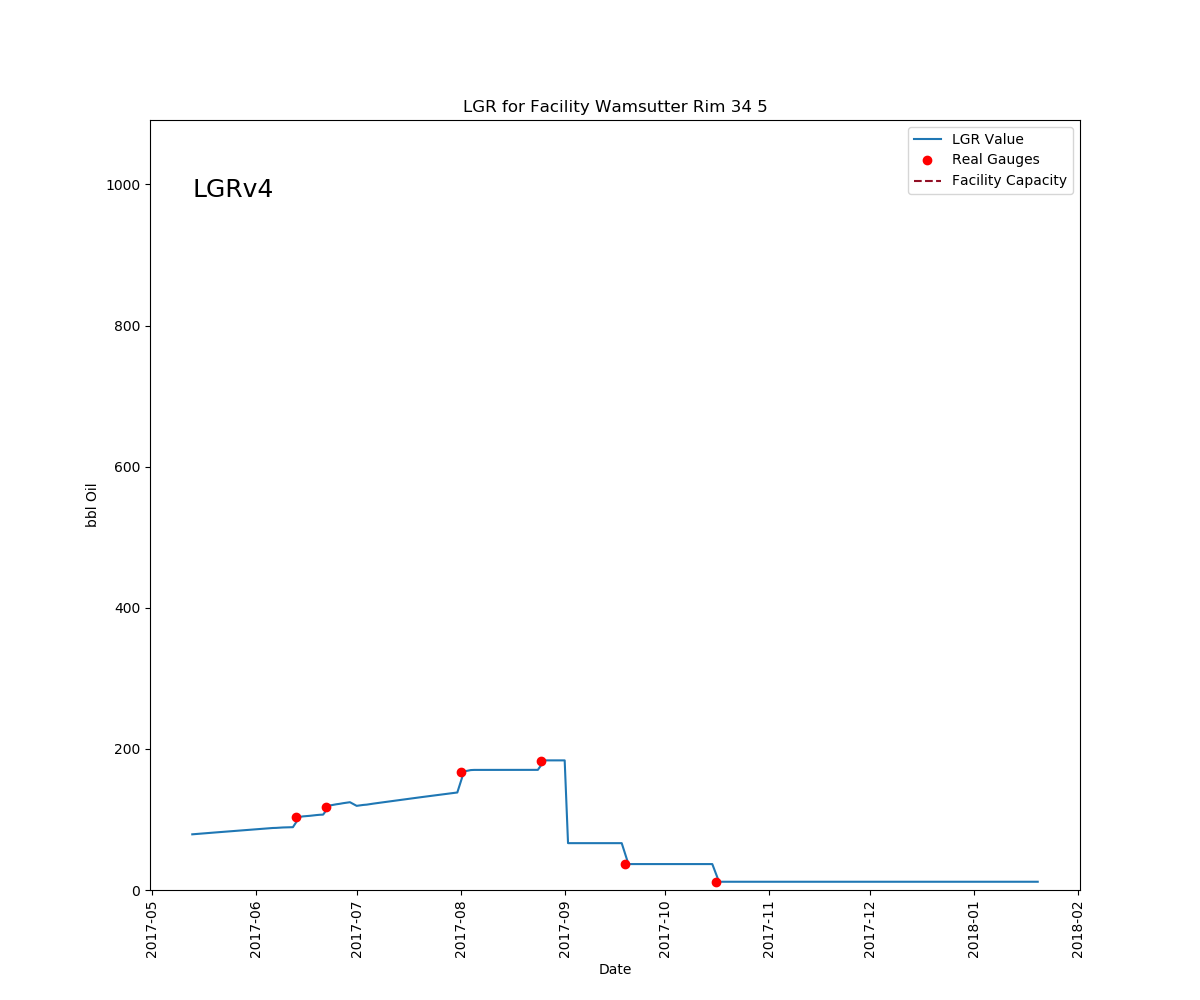 LGR for Facility Wamsutter Rim 34 5
LGR Value
Real Gauges
Facility Capacity
LGRv4
bbl Oil
1000
800
600
400
200
0
2017-05
2017-06
2017-07
2017-08
2017-09
2017-10
2017-11
2017-12
2018-01
2018-02
Date